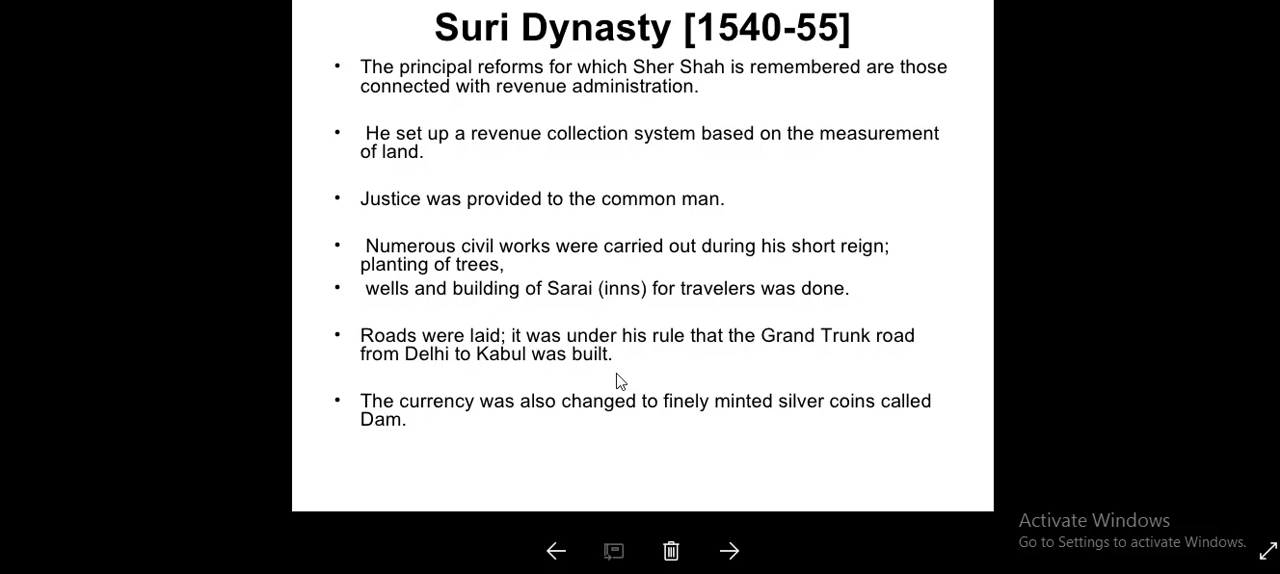 Suri Dynasty [1540-55]
• The principal reforms for which Sher Shah is remembered are those
connected with revenue administration.
• He set up a revenue collection system based on the measurement
of land.
• Justice was provided to the common man.
• Numerous civil works were carried out during his short reign;
planting of trees,
• wells and building of Sarai (inns) for travelers was done.
• Roads were laid; it was under his rule that the Grand Trunk road
from Delhi to Kabul was built.
• The currency was also changed to finely minted silver coins called
Dam.
Activate Windows
Go to Settings to activate Windows.